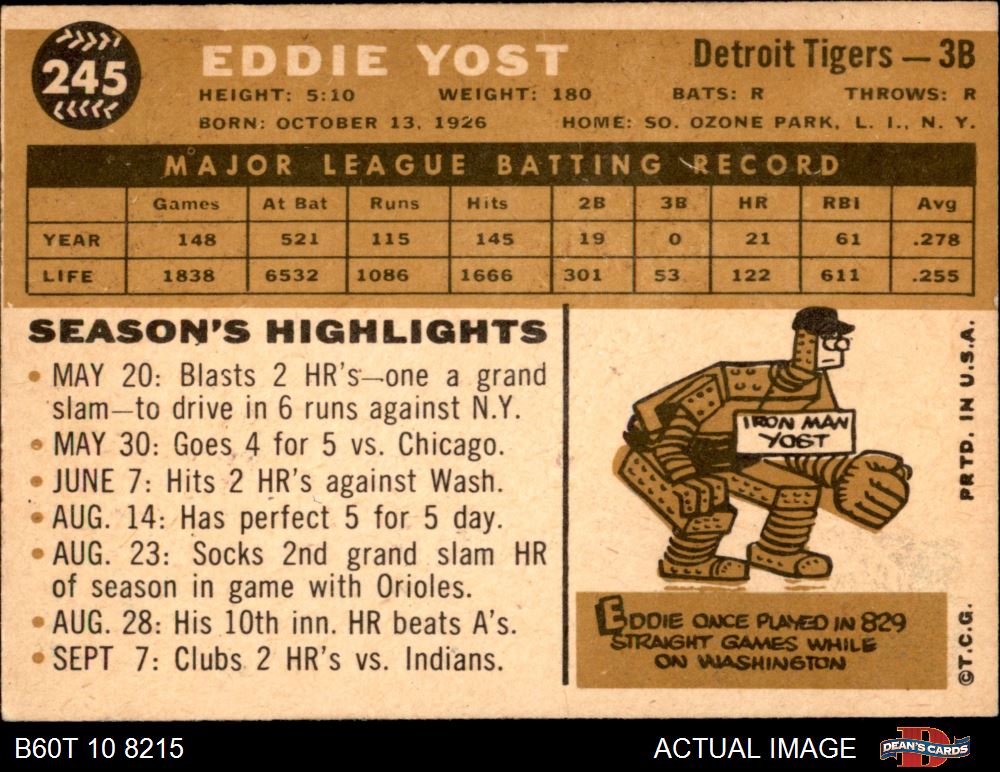 245
EDDIE YOST
Detroit Tigers — 3B
HEIGHT: 5:10 WEIGHT: 180 BATS: R THROWS: R
BORN: OCTOBER 13, 1926 HOME: SO. OZONE PARK, L. I., N. Y.
MAJOR LEAGUE BATTING RECORD
Games At Bat Runs Hits 2B 3B HR RBI Avg
YEAR 148 521 115 145 19 0 21 61 .278
LIFE 1838 6532 1086 1666 301 53 122 611 .255
SEASON'S HIGHLIGHTS
• MAY 20: Blasts 2 HR's—one a grand
slam—to drive in 6 runs against N.Y.
• MAY 30: Goes 4 for 5 vs. Chicago.
• JUNE 7: Hits 2 HR's against Wash.
• AUG. 14: Has perfect 5 for 5 day.
• AUG. 23: Socks 2nd grand slam HR
of season in game with Orioles.
• AUG. 28: His 10th inn. HR beats A's.
• SEPT 7: Clubs 2 HR's vs. Indians.
IRON MAN
YOST
EDDIE ONCE PLAYED IN 829
STRAIGHT GAMES WHILE
ON WASHINGTON
PRTD. IN U.S.A.
©T.C.G.
B60T 10 8215
ACTUAL IMAGE
DEAN'S CARDS